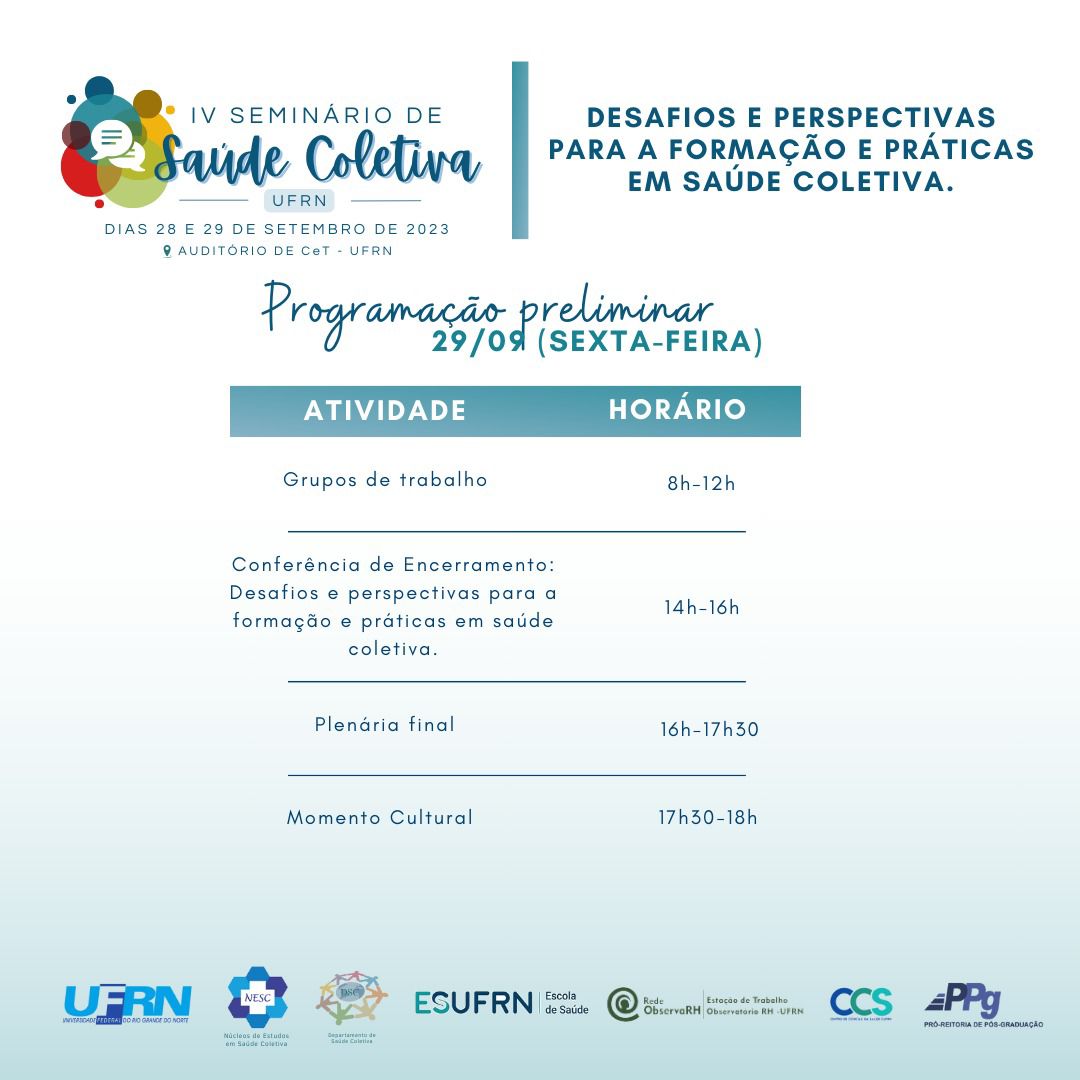 IV SEMINÁRIO DE
Saúde Coletiva
UFRN
DIAS 28 E 29 DE SETEMBRO DE 2023
AUDITÓRIO DE CeT - UFRN
DESAFIOS E PERSPECTIVAS
PARA A FORMAÇÃO E PRÁTICAS
EM SAÚDE COLETIVA.
Programação preliminar
29/09 (SEXTA-FEIRA)
ATIVIDADE HORÁRIO
Grupos de trabalho 8h-12h
Conferência de Encerramento:
Desafios e perspectivas para a
formação e práticas em saúde
coletiva.
14h-16h
Plenária final 16h-17h30
Momento Cultural 17h30-18h
UFRN
UNIVERSIDADE FEDERAL DO RIO GRANDE DO NORTE
NESC
Núcleos de Estudos
em Saúde Coletiva
DSC
Departamento de
Saúde Coletiva
ESUFRN
Escola
de Saúde
Rede
ObservaRH
Estação de Trabalho
Observatório RH -UFRN
CCS
CENTRO DE CIÊNCIAS DA SAÚDE
PPg
PRÓ-REITORIA DE PÓS-GRADUAÇÃO